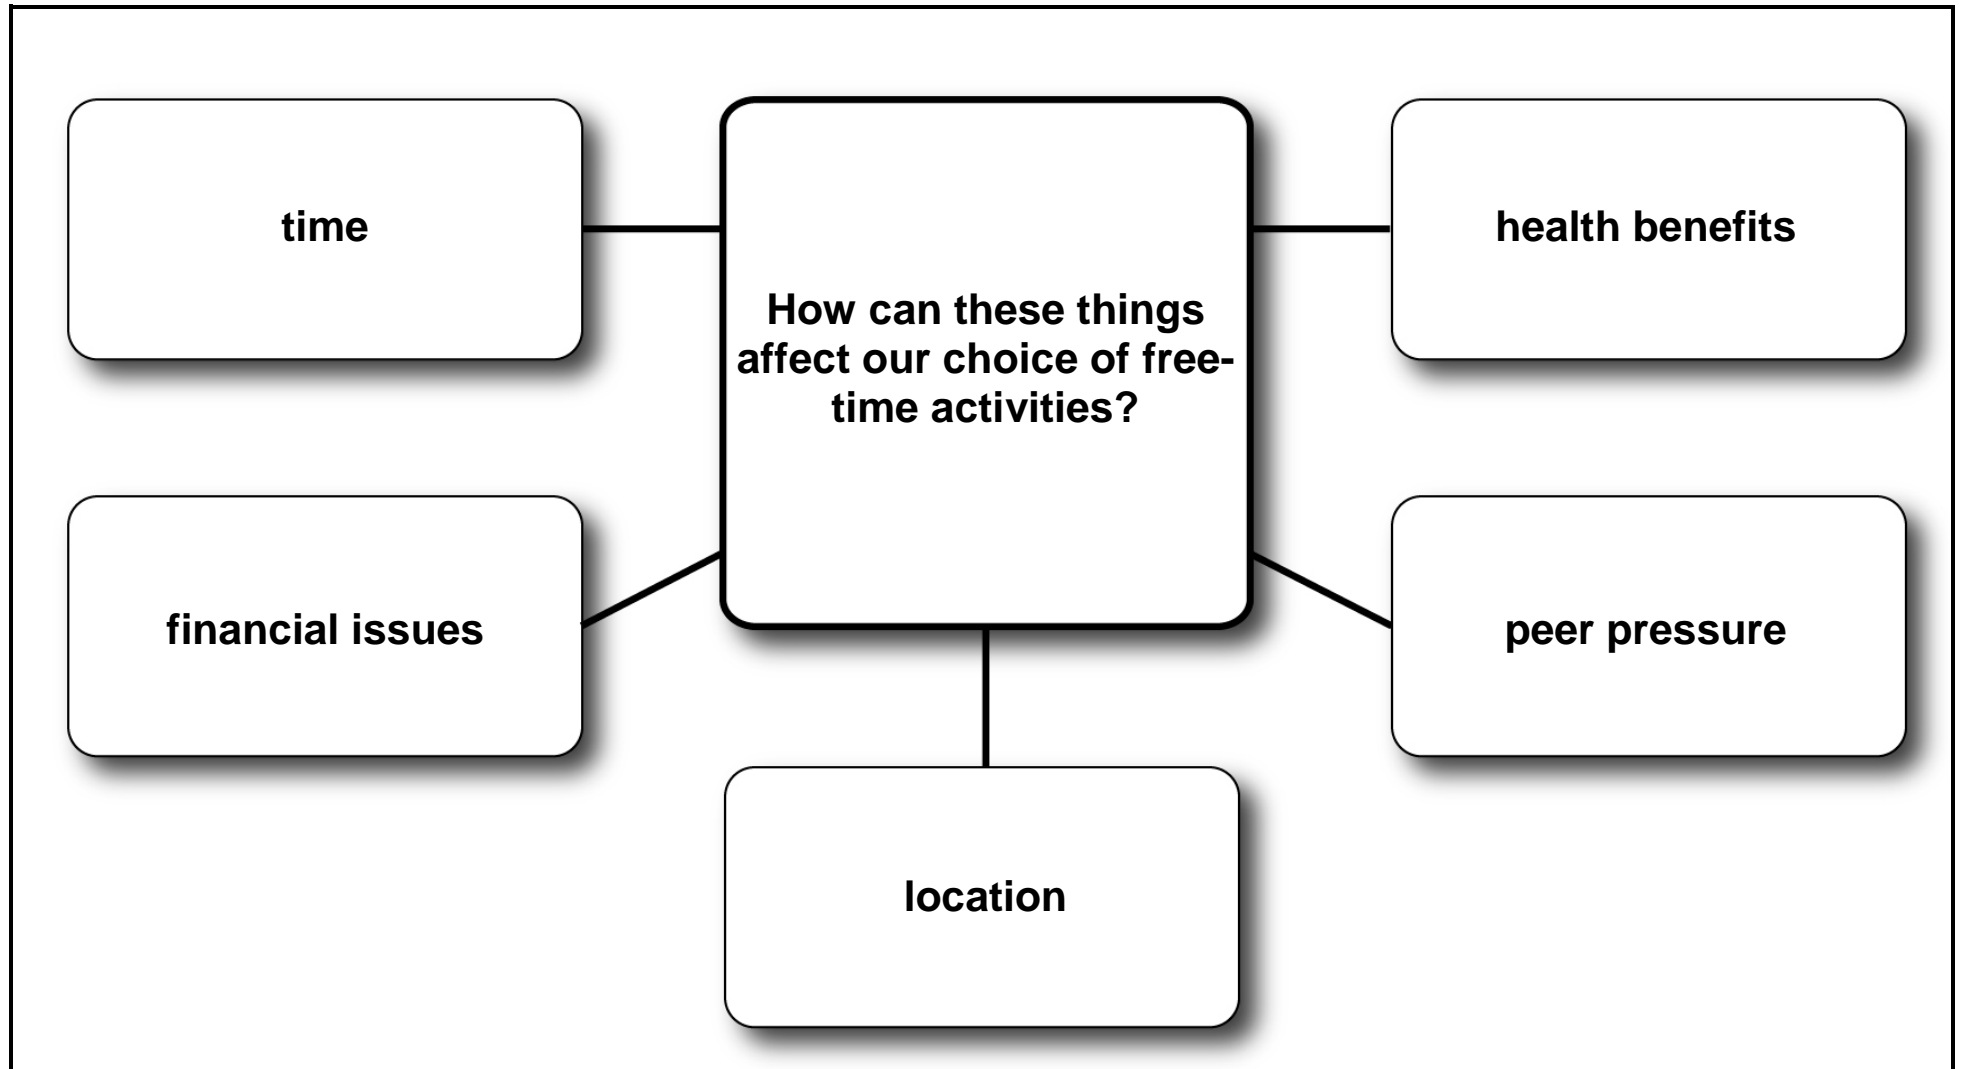 time
How can these things
affect our choice of free-
time activities?
health benefits
financial issues
peer pressure
location